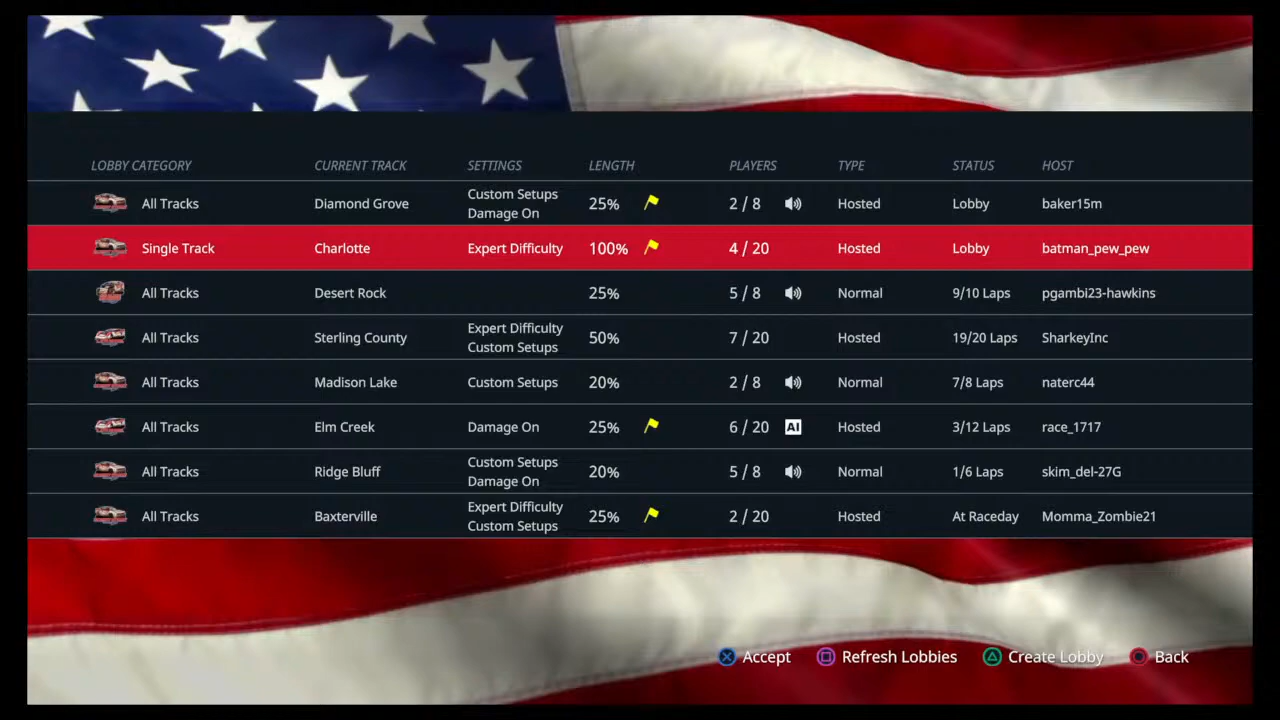 LOBBY CATEGORY CURRENT TRACK SETTINGS LENGTH PLAYERS TYPE STATUS HOST
All Tracks Diamond Grove Custom Setups Damage On 25% 2 / 8 Hosted Lobby baker15m
Single Track Charlotte Expert Difficulty 100% 4 / 20 Hosted Lobby batman_pew_pew
All Tracks Desert Rock 25% 5 / 8 Normal 9/10 Laps pgambi23-hawkins
All Tracks Sterling County Expert Difficulty Custom Setups 50% 7 / 20 Hosted 19/20 Laps SharkeyInc
All Tracks Madison Lake Custom Setups 20% 2 / 8 Normal 7/8 Laps naterc44
All Tracks Elm Creek Damage On 25% 6 / 20 AI Hosted 3/12 Laps race_1717
All Tracks Ridge Bluff Custom Setups Damage On 20% 5 / 8 Normal 1/6 Laps skim_del-27G
All Tracks Baxterville Expert Difficulty Custom Setups 25% 2 / 20 Hosted At Raceday Momma_Zombie21
Accept Refresh Lobbies Create Lobby Back